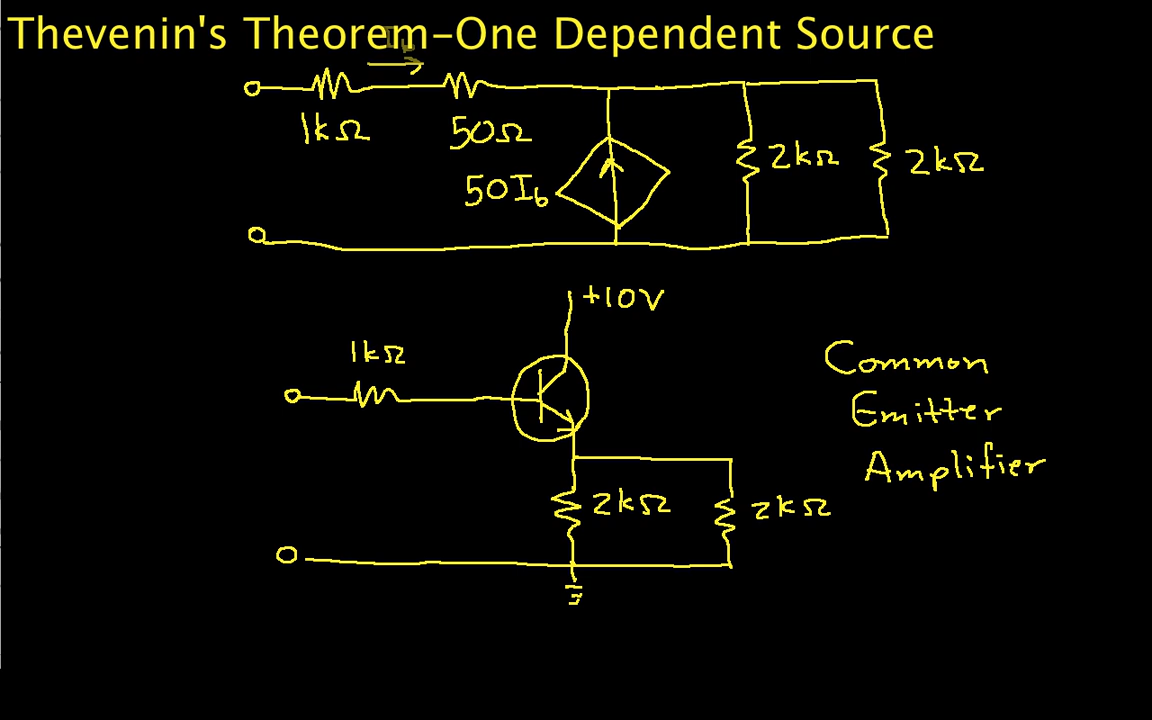 Thevenin's Theorem-One Dependent Source
1kΩ
50Ω
50I_b
2kΩ
2kΩ
+10V
1kΩ
Common
Emitter
Amplifier
2kΩ
2kΩ